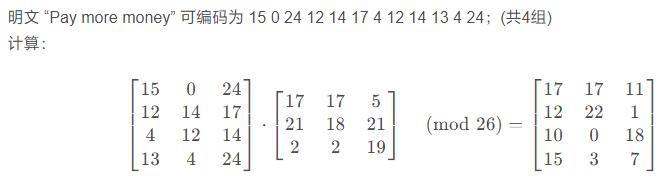 明文 “Pay more money” 可编码为 15 0 24 12 14 17 4 12 14 13 4 24；(共4组)
计算：
15 0 24 17 17 11
12 14 17 17 17 5 12 22 1
4 12 14 · 21 18 21 (mod 26) = 10 0 18
13 4 24 2 2 19 15 3 7